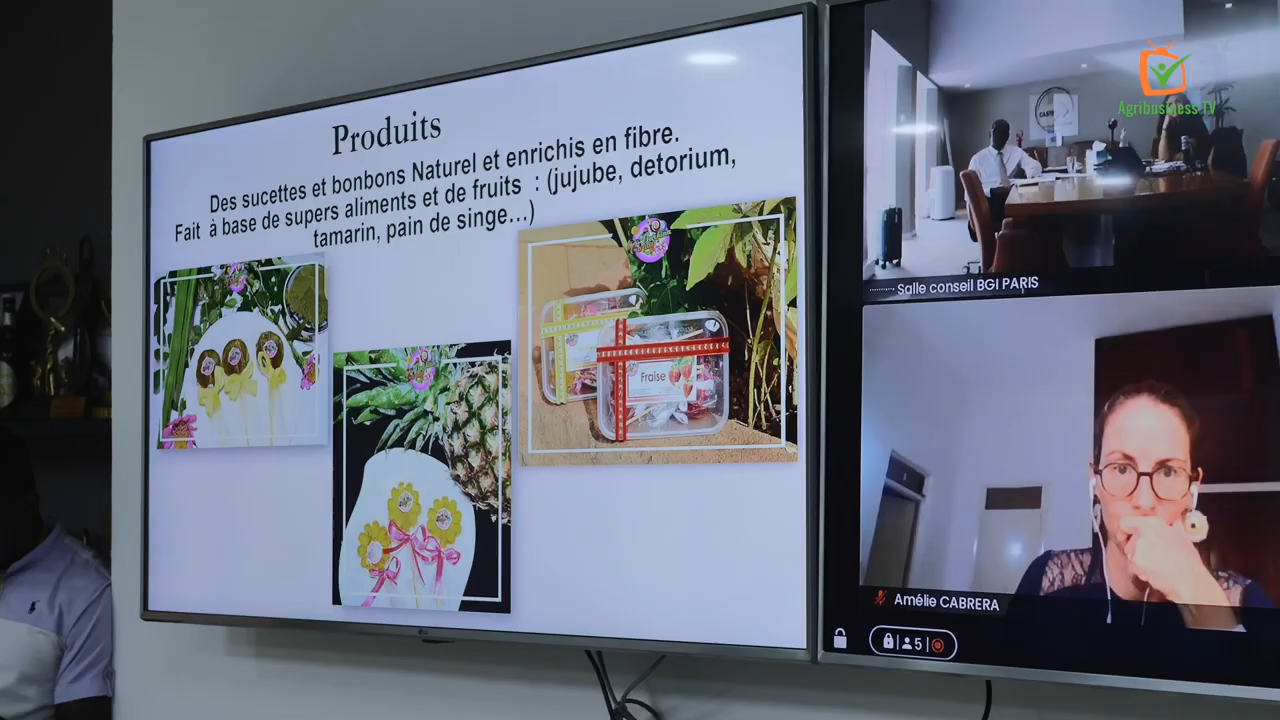 Produits
Des sucettes et bonbons Naturel et enrichis en fibre.
Fait à base de supers aliments et de fruits : (jujube, detorium,
tamarin, pain de singe...)
Fraise
Agribusiness TV
Salle conseil BGI PARIS
Amélie CABRERA
5
LG